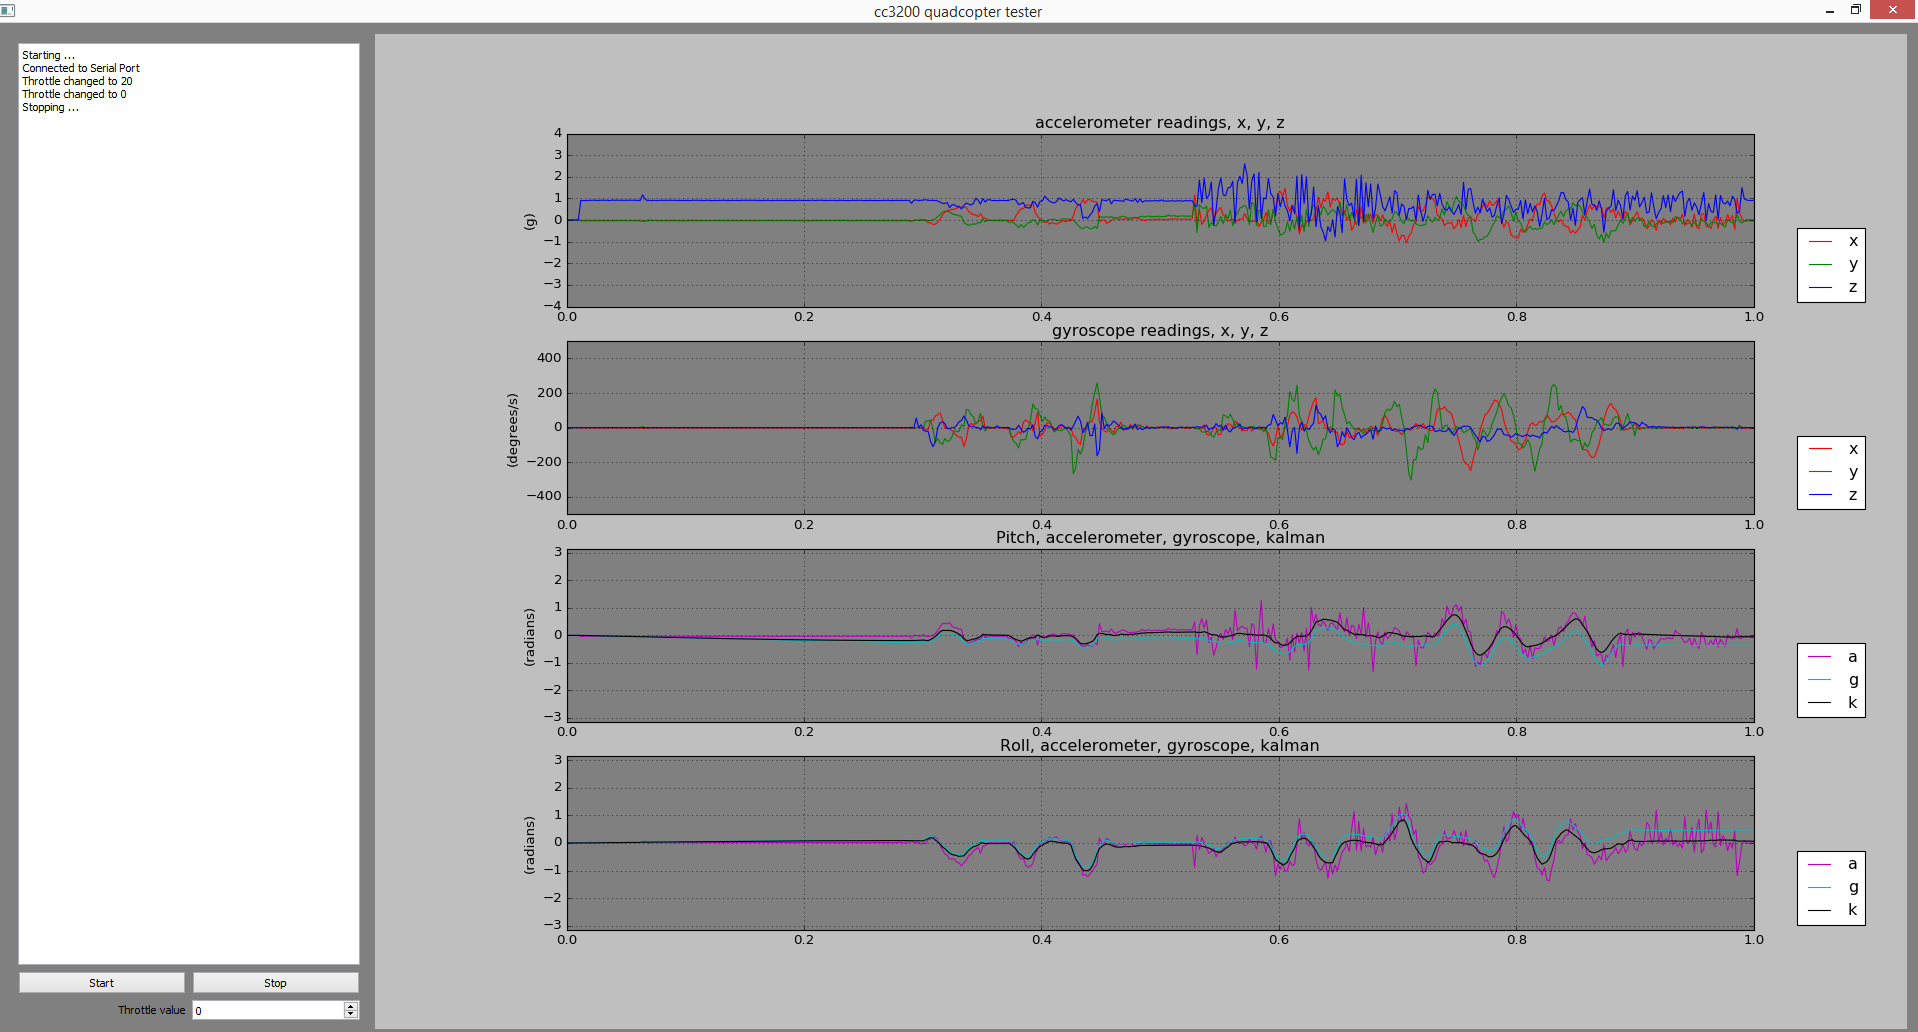 cc3200 quadcopter tester
Starting ...
Connected to Serial Port
Throttle changed to 20
Throttle changed to 0
Stopping ...
Start
Stop
Throttle value
0
accelerometer readings, x, y, z
(g)
4
3
2
1
0
−1
−2
−3
−4
0.0
0.2
0.4
0.6
0.8
1.0
x
y
z
gyroscope readings, x, y, z
(degrees/s)
400
200
0
−200
−400
0.0
0.2
0.4
0.6
0.8
1.0
x
y
z
Pitch, accelerometer, gyroscope, kalman
(radians)
3
2
1
0
−1
−2
−3
0.0
0.2
0.4
0.6
0.8
1.0
a
g
k
Roll, accelerometer, gyroscope, kalman
(radians)
3
2
1
0
−1
−2
−3
0.0
0.2
0.4
0.6
0.8
1.0
a
g
k